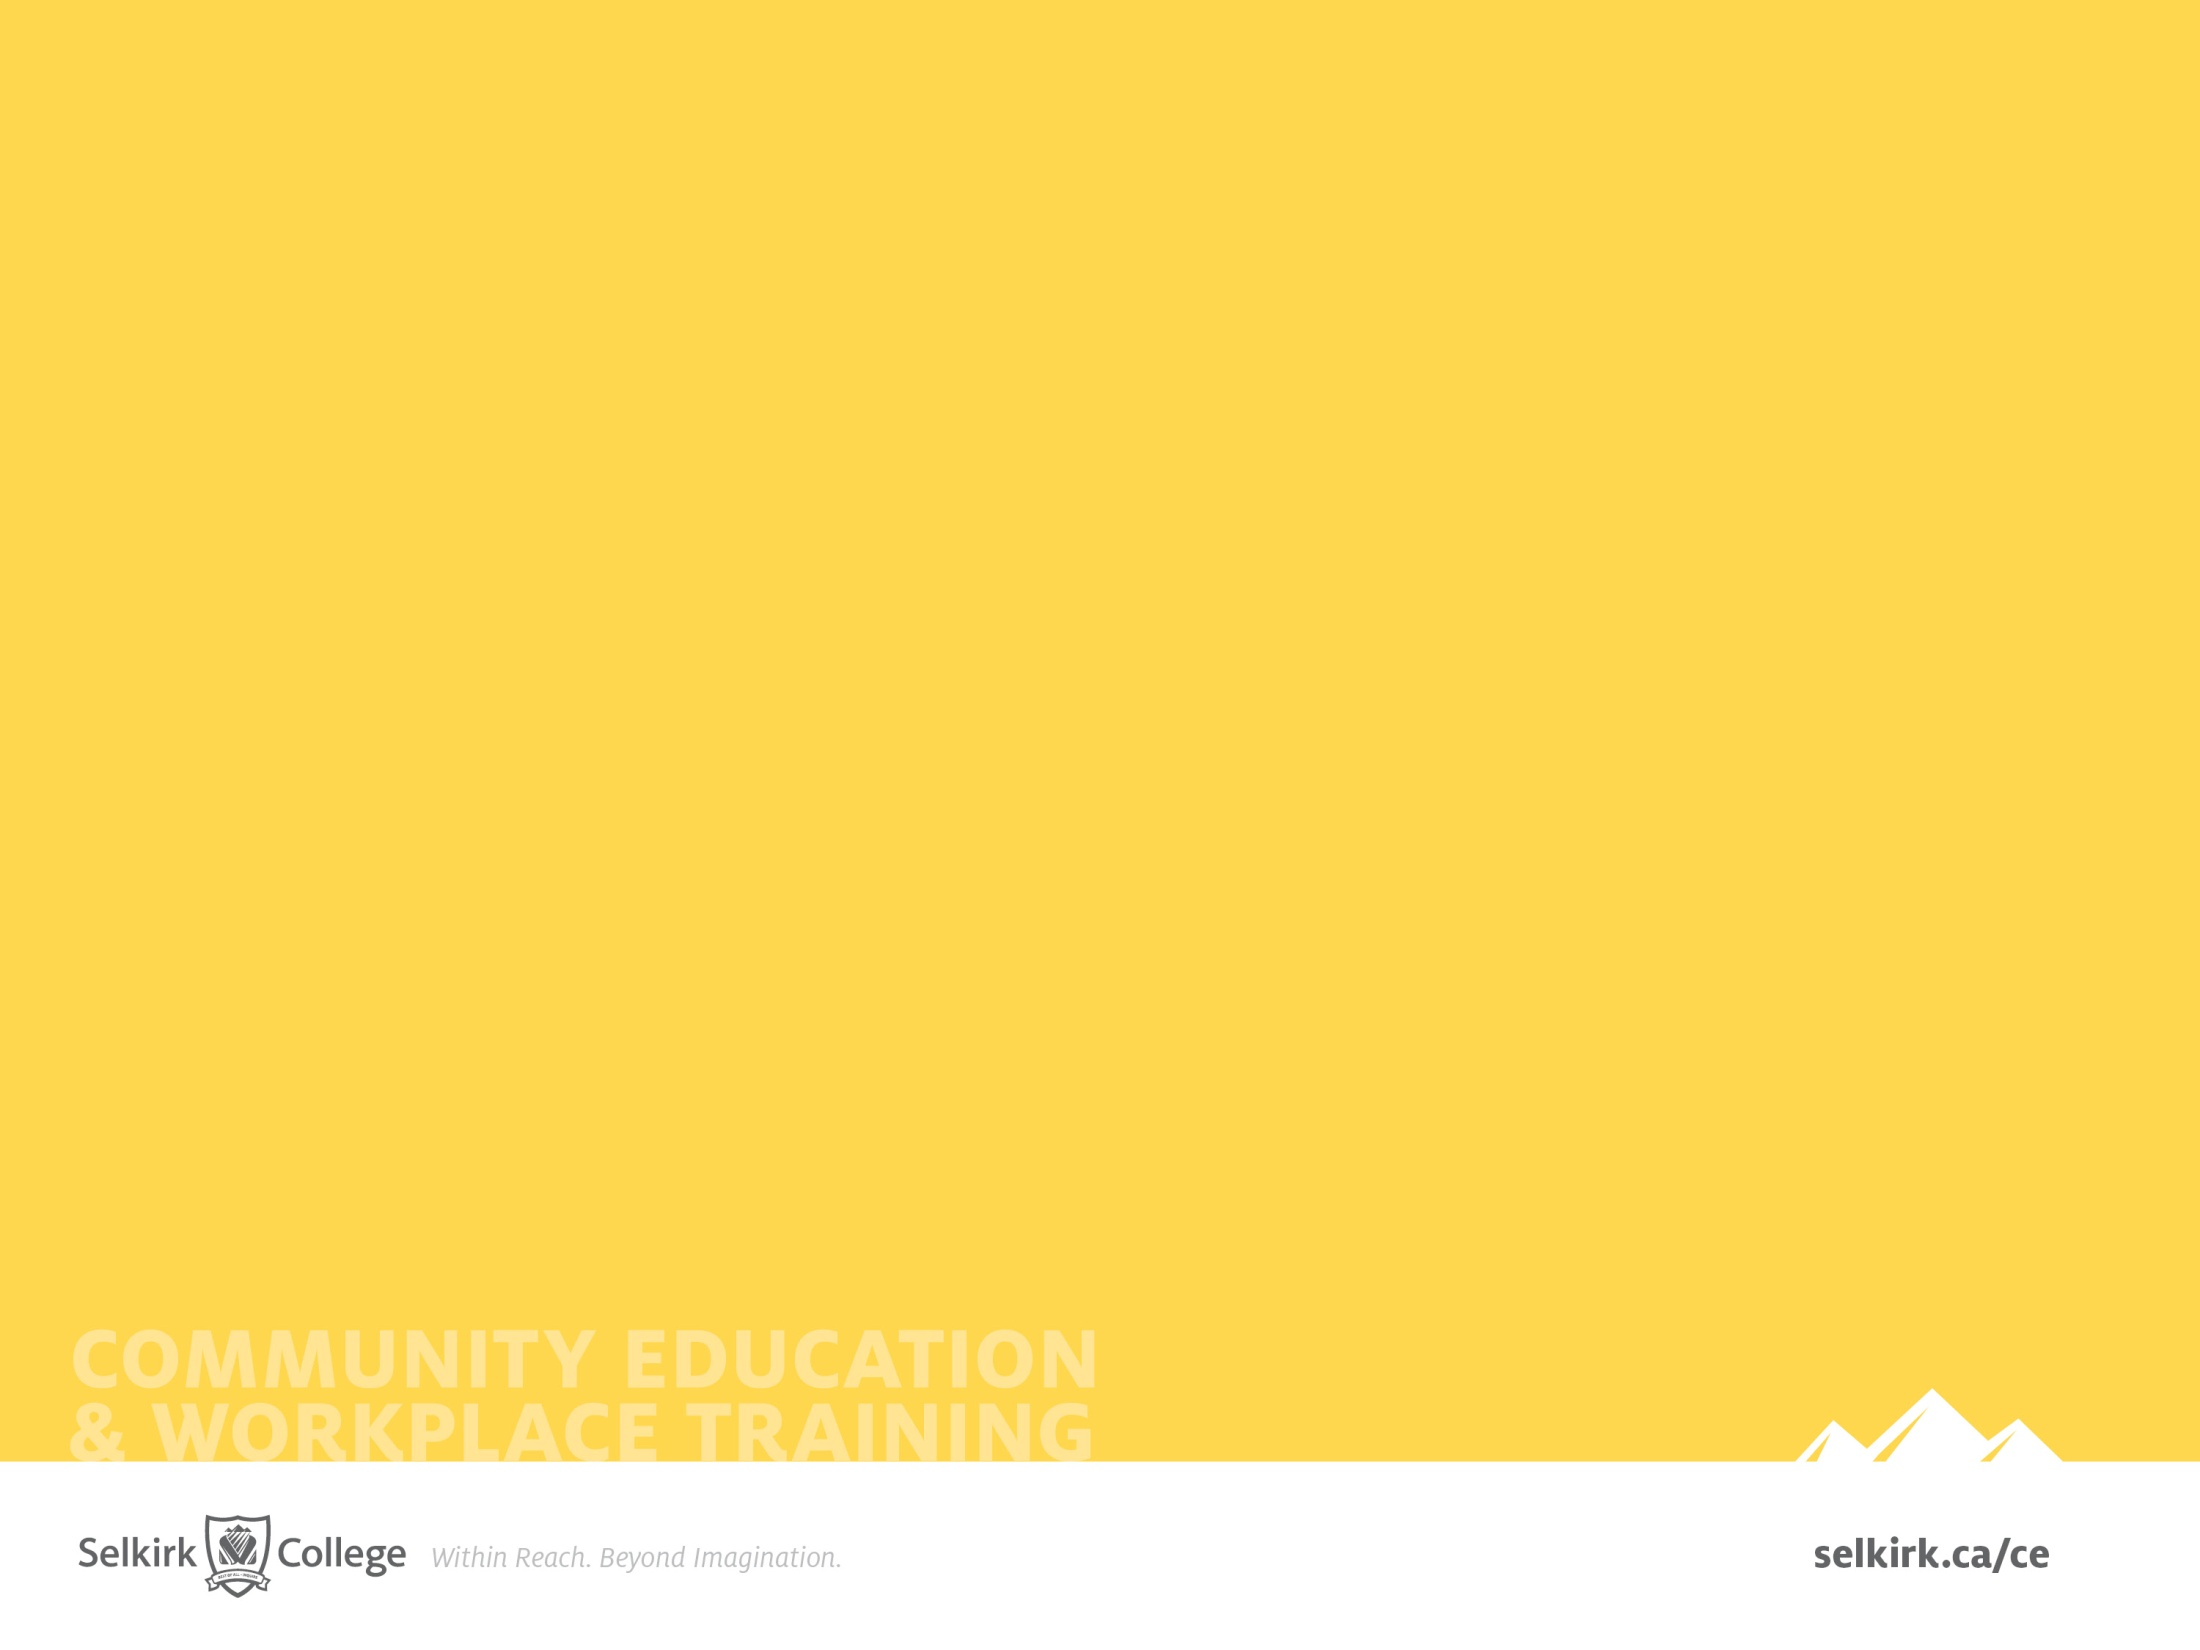 COMMUNITY EDUCATION
& WORKPLACE TRAINING
Selkirk College Within Reach. Beyond Imagination.
selkirk.ca/ce